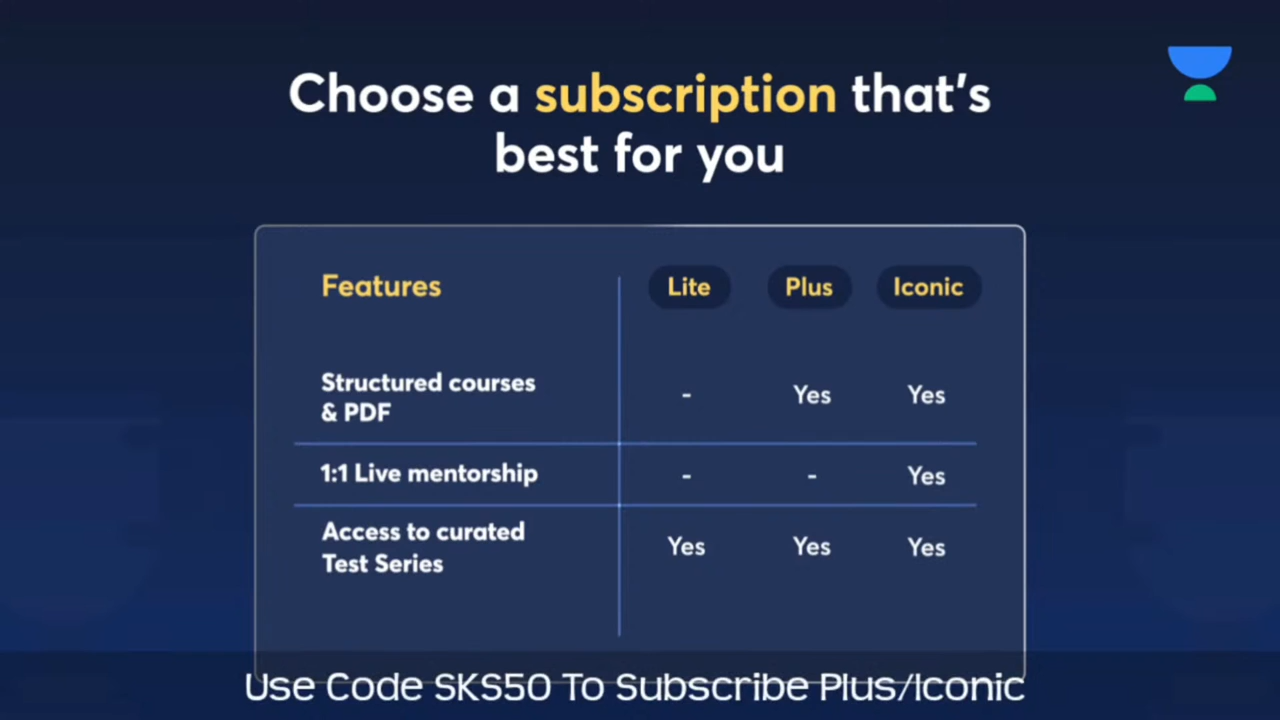 Choose a subscription that's
best for you
Features Lite Plus Iconic
Structured courses
& PDF - Yes Yes
1:1 Live mentorship - - Yes
Access to curated
Test Series Yes Yes Yes
Use Code SKS50 To Subscribe Plus/Iconic